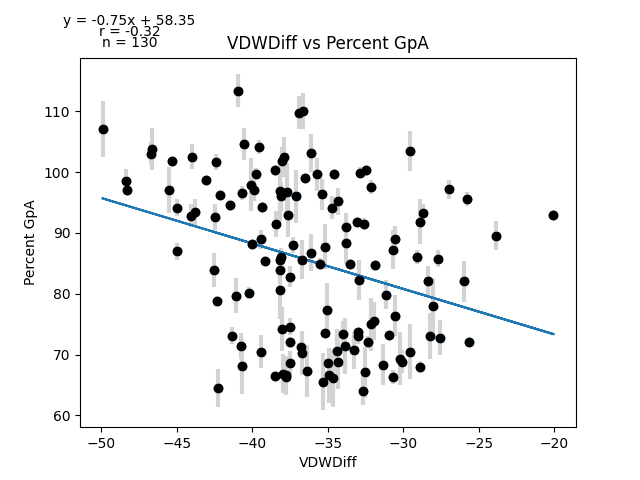 y = -0.75x + 58.35
r = -0.32
n = 130
VDWDiff vs Percent GpA
Percent GpA
110
100
90
80
70
60
−50
−45
−40
−35
−30
−25
−20
VDWDiff